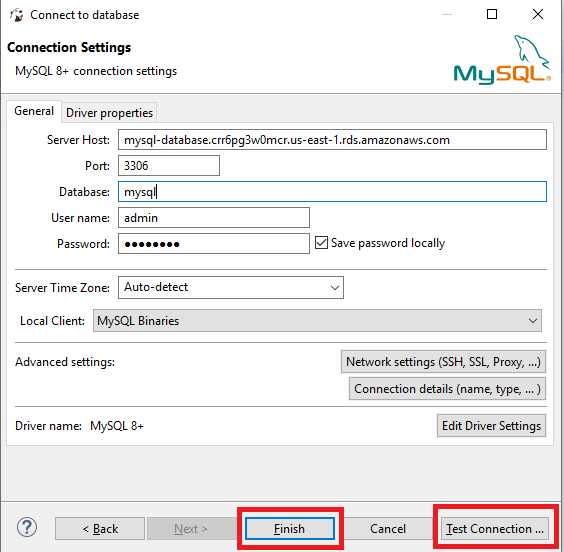 Connect to database
Connection Settings
MySQL 8+ connection settings
MySQL®
General
Driver properties
Server Host: mysql-database.crr6pg3w0mcr.us-east-1.rds.amazonaws.com
Port: 3306
Database: mysql
User name: admin
Password: ●●●●●●●● Save password locally
Server Time Zone: Auto-detect
Local Client: MySQL Binaries
Advanced settings: Network settings (SSH, SSL, Proxy, ...)
Connection details (name, type, ... )
Driver name: MySQL 8+ Edit Driver Settings
? < Back Next > Finish Cancel Test Connection ...